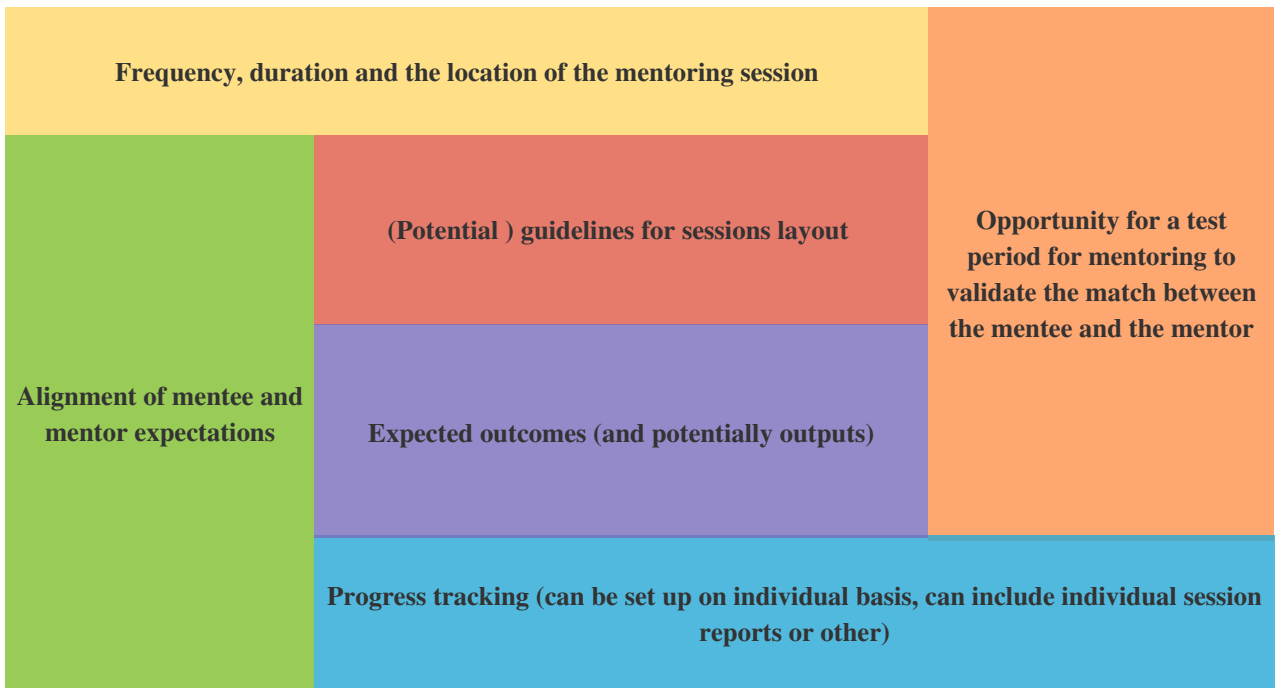 Frequency, duration and the location of the mentoring session
(Potential ) guidelines for sessions layout
Opportunity for a test
period for mentoring to
validate the match between
the mentee and the mentor
Alignment of mentee and
mentor expectations
Expected outcomes (and potentially outputs)
Progress tracking (can be set up on individual basis, can include individual session
reports or other)